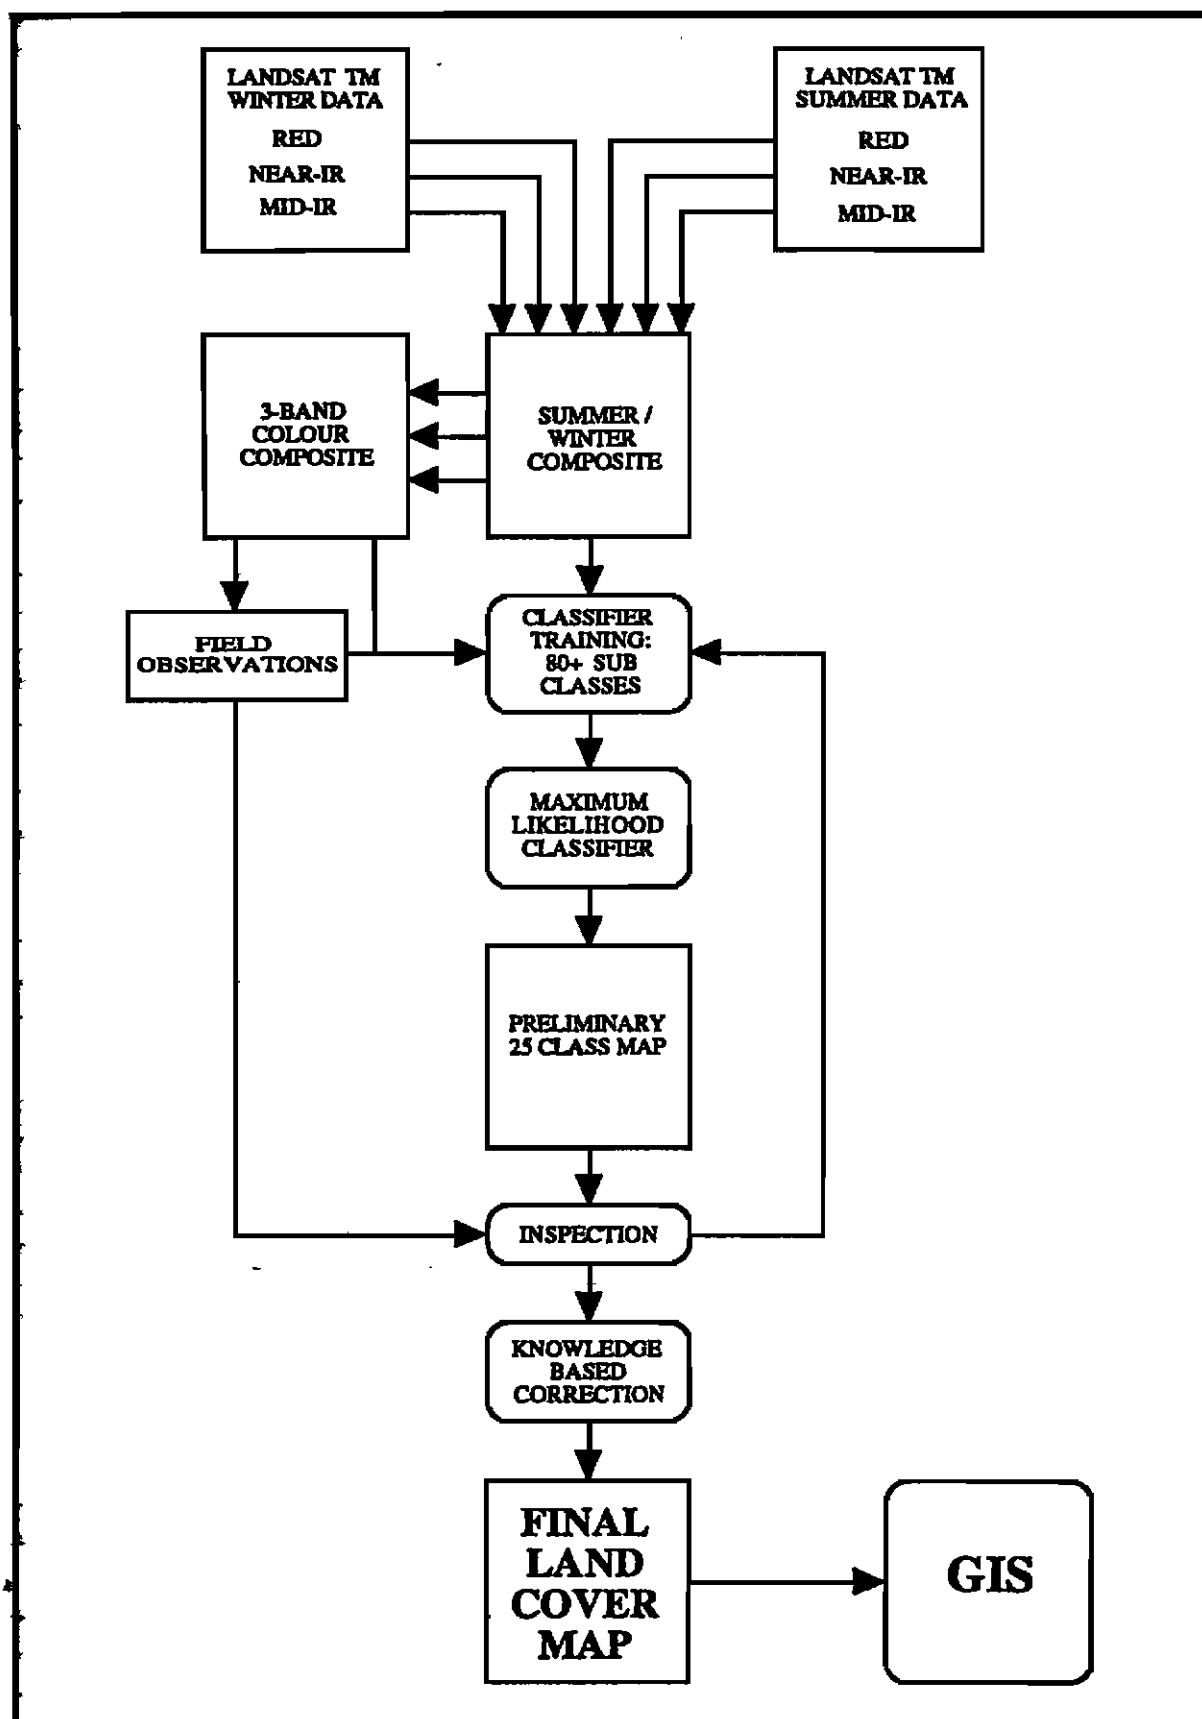 LANDSAT TM
WINTER DATA
RED
NEAR-IR
MID-IR
LANDSAT TM
SUMMER DATA
RED
NEAR-IR
MID-IR
3-BAND
COLOUR
COMPOSITE
SUMMER /
WINTER
COMPOSITE
FIELD
OBSERVATIONS
CLASSIFIER
TRAINING:
80+ SUB
CLASSES
MAXIMUM
LIKELIHOOD
CLASSIFIER
PRELIMINARY
25 CLASS MAP
INSPECTION
KNOWLEDGE
BASED
CORRECTION
FINAL
LAND
COVER
MAP
GIS